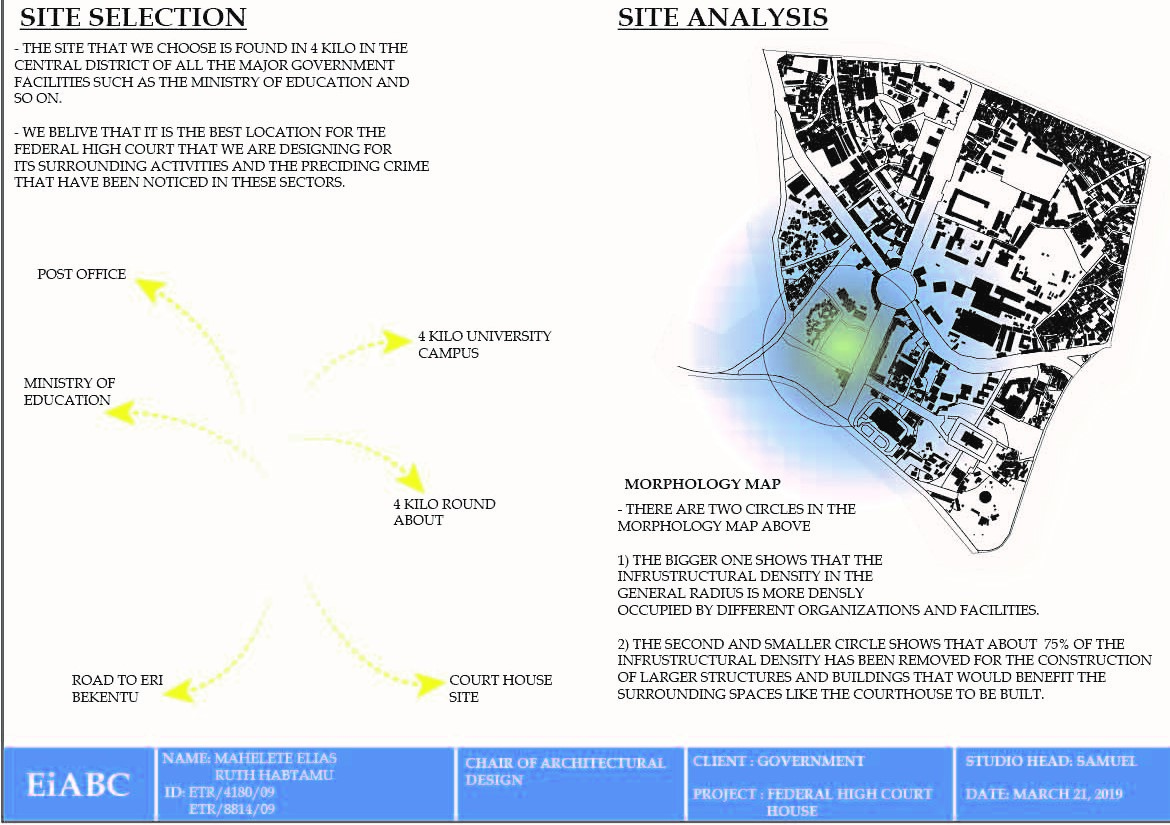 SITE SELECTION
- THE SITE THAT WE CHOOSE IS FOUND IN 4 KILO IN THE
CENTRAL DISTRICT OF ALL THE MAJOR GOVERNMENT
FACILITIES SUCH AS THE MINISTRY OF EDUCATION AND
SO ON.
- WE BELIVE THAT IT IS THE BEST LOCATION FOR THE
FEDERAL HIGH COURT THAT WE ARE DESIGNING FOR
ITS SURROUNDING ACTIVITIES AND THE PRECIDING CRIME
THAT HAVE BEEN NOTICED IN THESE SECTORS.
POST OFFICE
4 KILO UNIVERSITY
CAMPUS
MINISTRY OF
EDUCATION
4 KILO ROUND
ABOUT
ROAD TO ERI
BEKENTU
COURT HOUSE
SITE
SITE ANALYSIS
MORPHOLOGY MAP
- THERE ARE TWO CIRCLES IN THE
MORPHOLOGY MAP ABOVE
1) THE BIGGER ONE SHOWS THAT THE
INFRUSTRUCTURAL DENSITY IN THE
GENERAL RADIUS IS MORE DENSLY
OCCUPIED BY DIFFERENT ORGANIZATIONS AND FACILITIES.
2) THE SECOND AND SMALLER CIRCLE SHOWS THAT ABOUT 75% OF THE
INFRUSTRUCTURAL DENSITY HAS BEEN REMOVED FOR THE CONSTRUCTION
OF LARGER STRUCTURES AND BUILDINGS THAT WOULD BENEFIT THE
SURROUNDING SPACES LIKE THE COURTHOUSE TO BE BUILT.
EiABC
NAME: MAHELETE ELIAS
RUTH HABTAMU
ID: ETR/4180/09
ETR/8814/09
CHAIR OF ARCHITECTURAL
DESIGN
CLIENT : GOVERNMENT
PROJECT : FEDERAL HIGH COURT
HOUSE
STUDIO HEAD: SAMUEL
DATE: MARCH 21, 2019